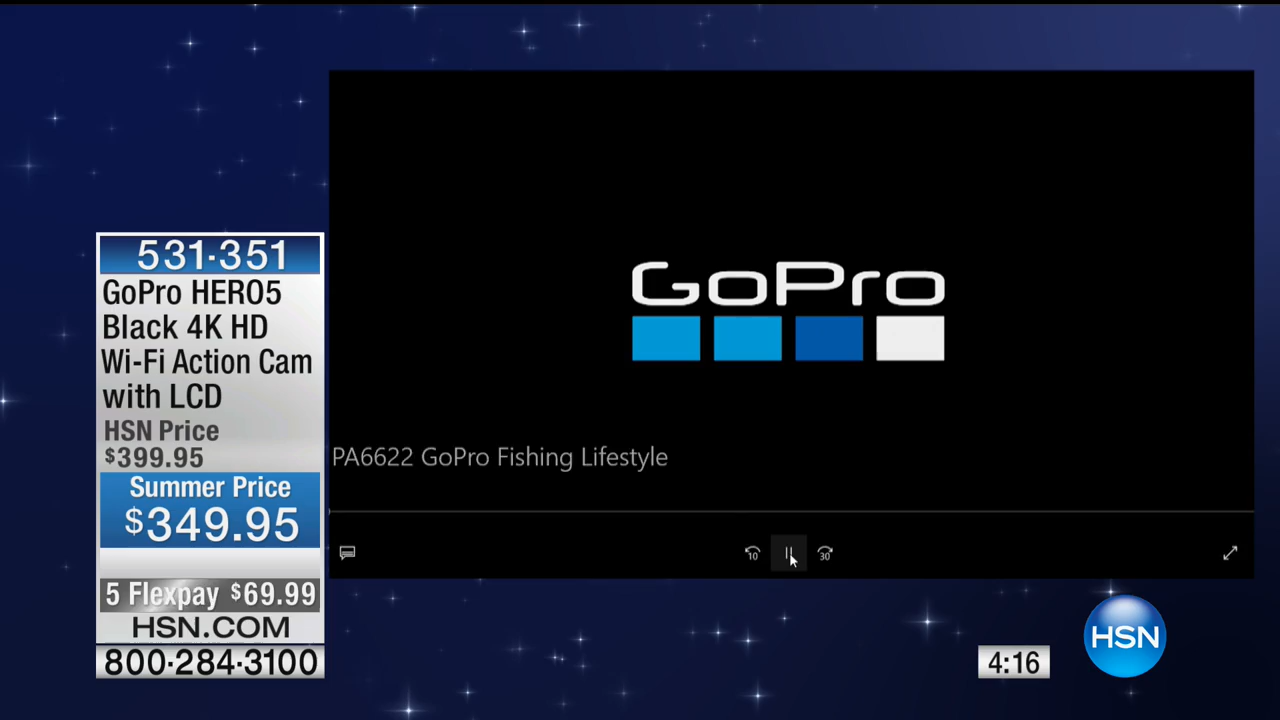 531·351
GoPro HERO5
Black 4K HD
Wi-Fi Action Cam
with LCD
HSN Price
$399.95
Summer Price
$349.95
5 Flexpay $69.99
HSN.COM
800·284·3100
GoPro
PA6622 GoPro Fishing Lifestyle
10
30
4:16
HSN